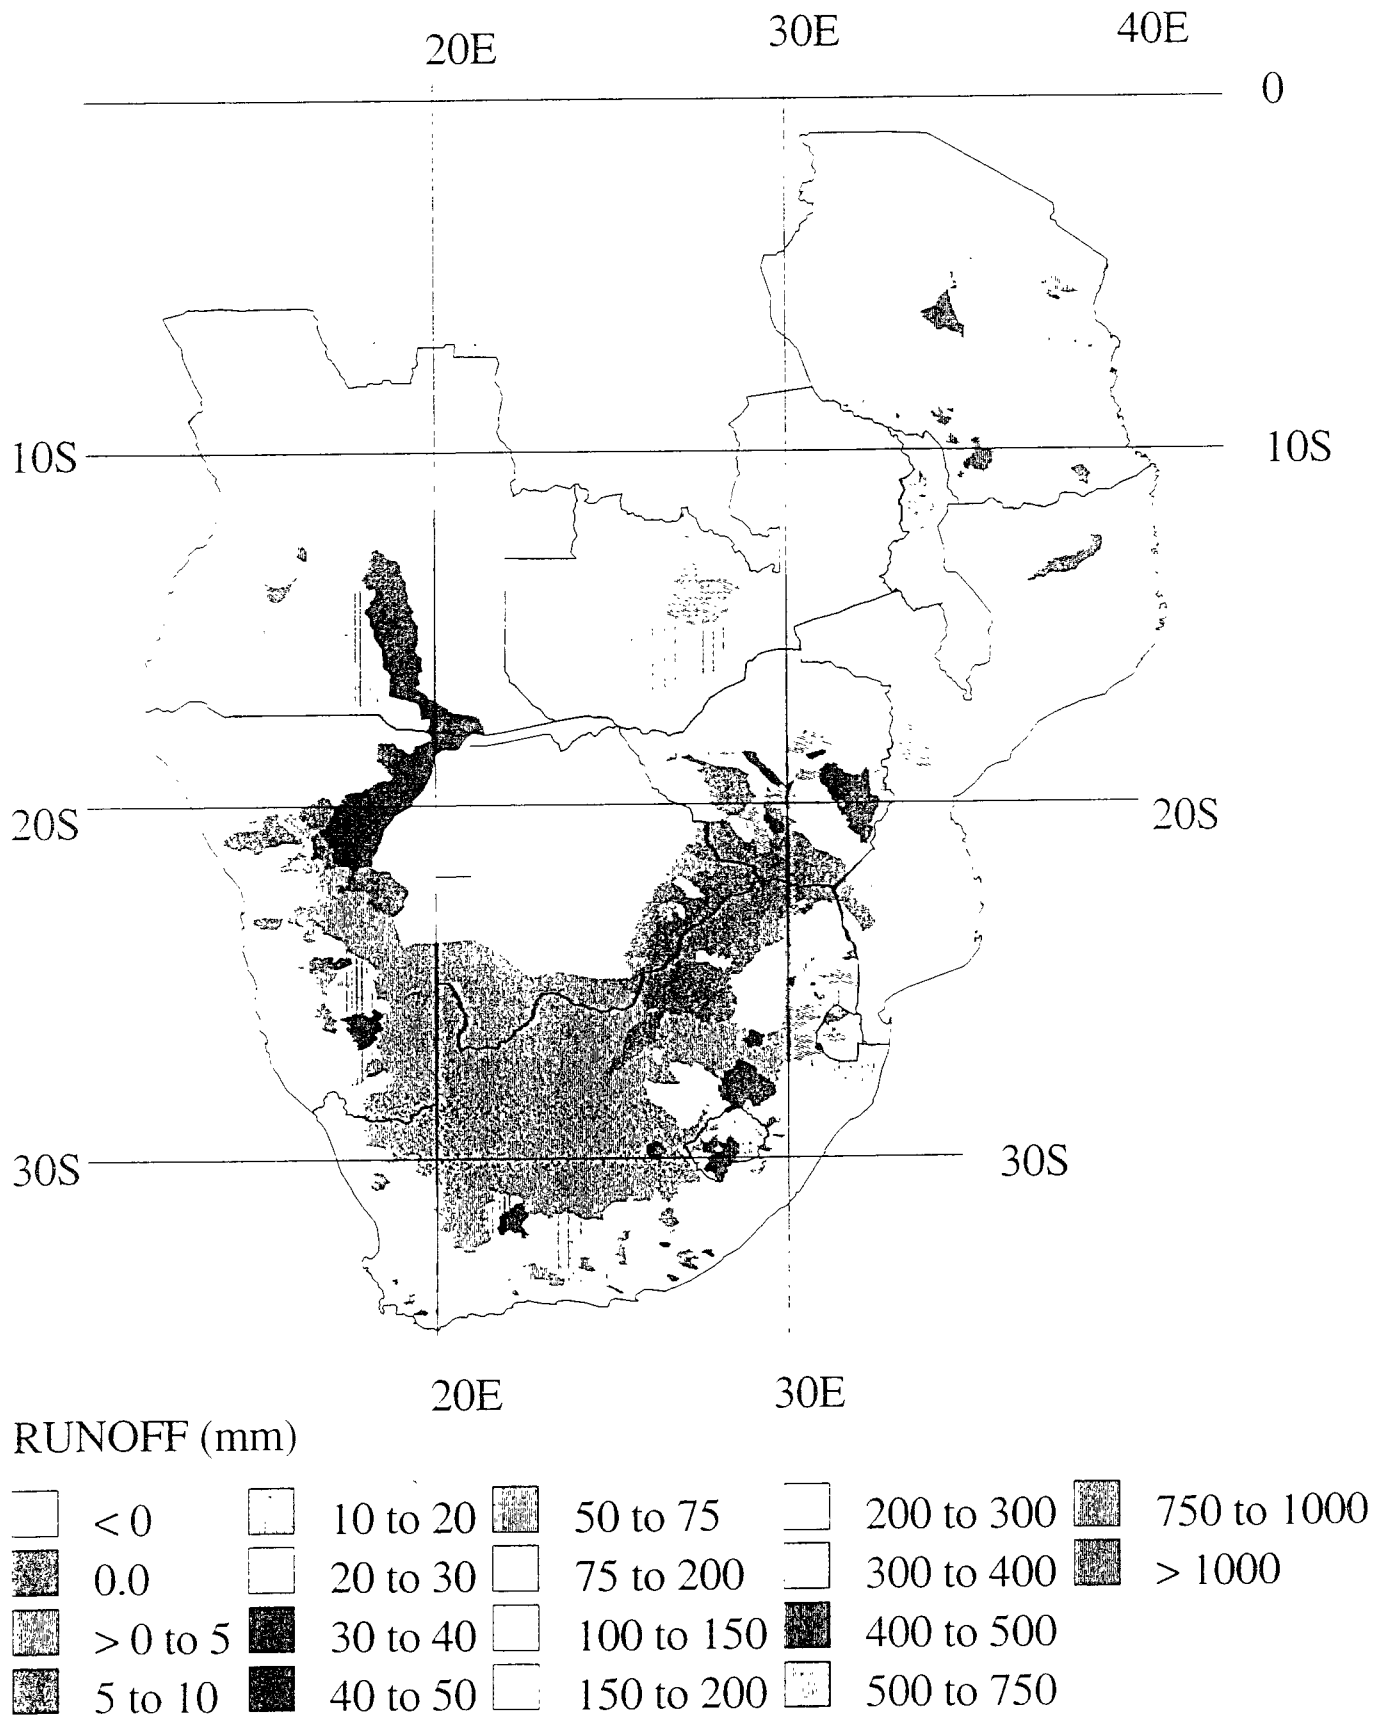 20E 30E 40E
0
10S 10S
20S 20S
30S 30S
20E 30E
RUNOFF (mm)
< 0 10 to 20 50 to 75 200 to 300 750 to 1000
0.0 20 to 30 75 to 200 300 to 400 > 1000
> 0 to 5 30 to 40 100 to 150 400 to 500
5 to 10 40 to 50 150 to 200 500 to 750